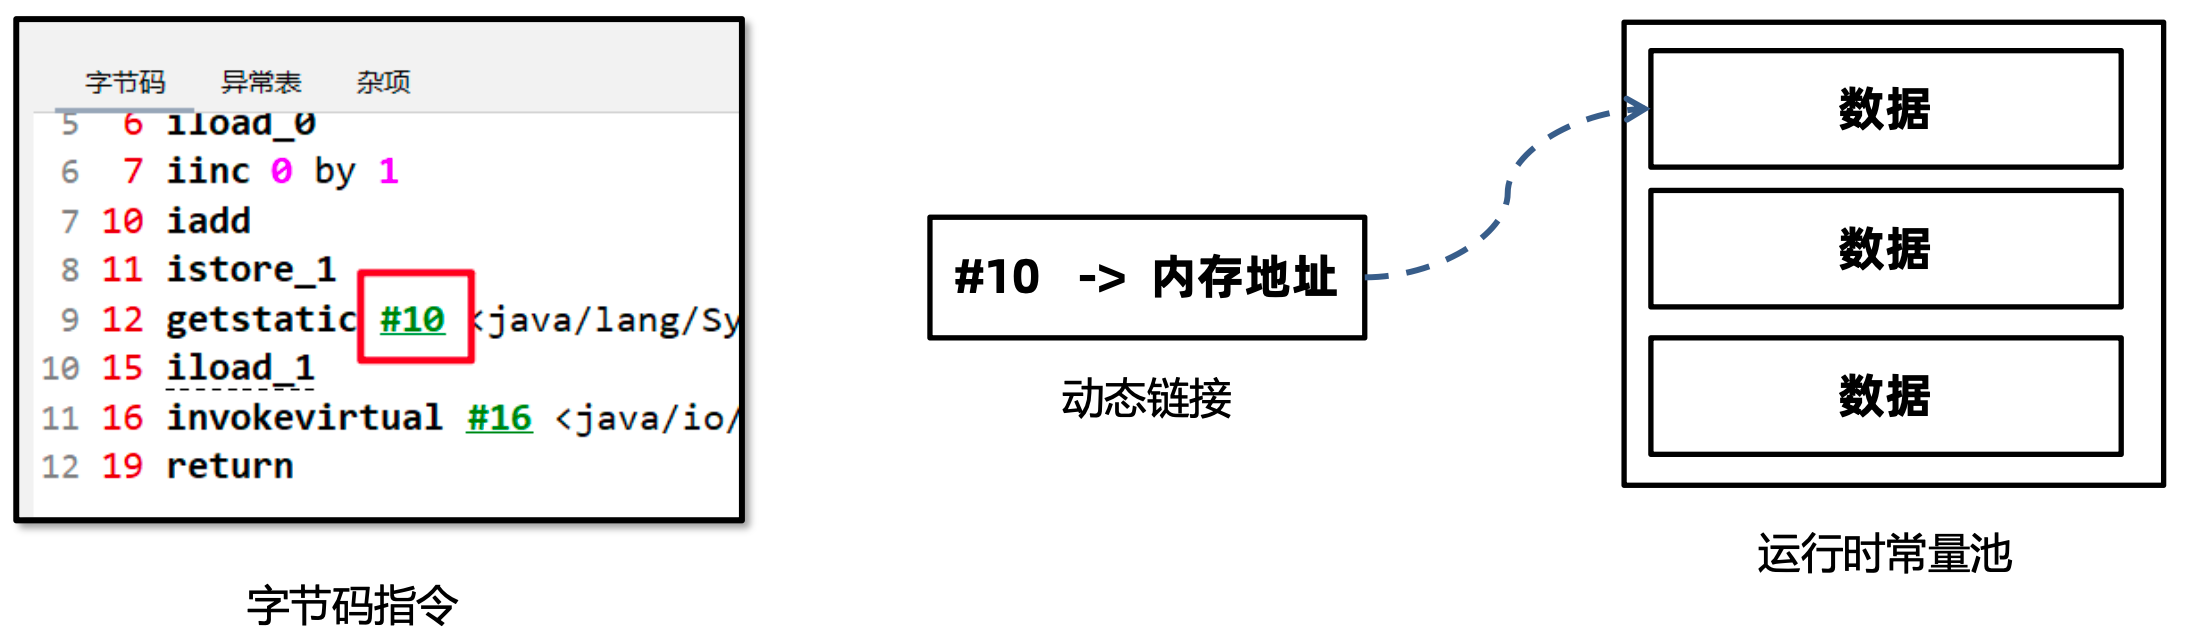 字节码 异常表 杂项
5 6 iload_0
6 7 iinc 0 by 1
7 10 iadd
8 11 istore_1
9 12 getstatic #10 <java/lang/Sy
10 15 iload_1
11 16 invokevirtual #16 <java/io/
12 19 return
字节码指令
#10 -> 内存地址
动态链接
数据
数据
数据
运行时常量池